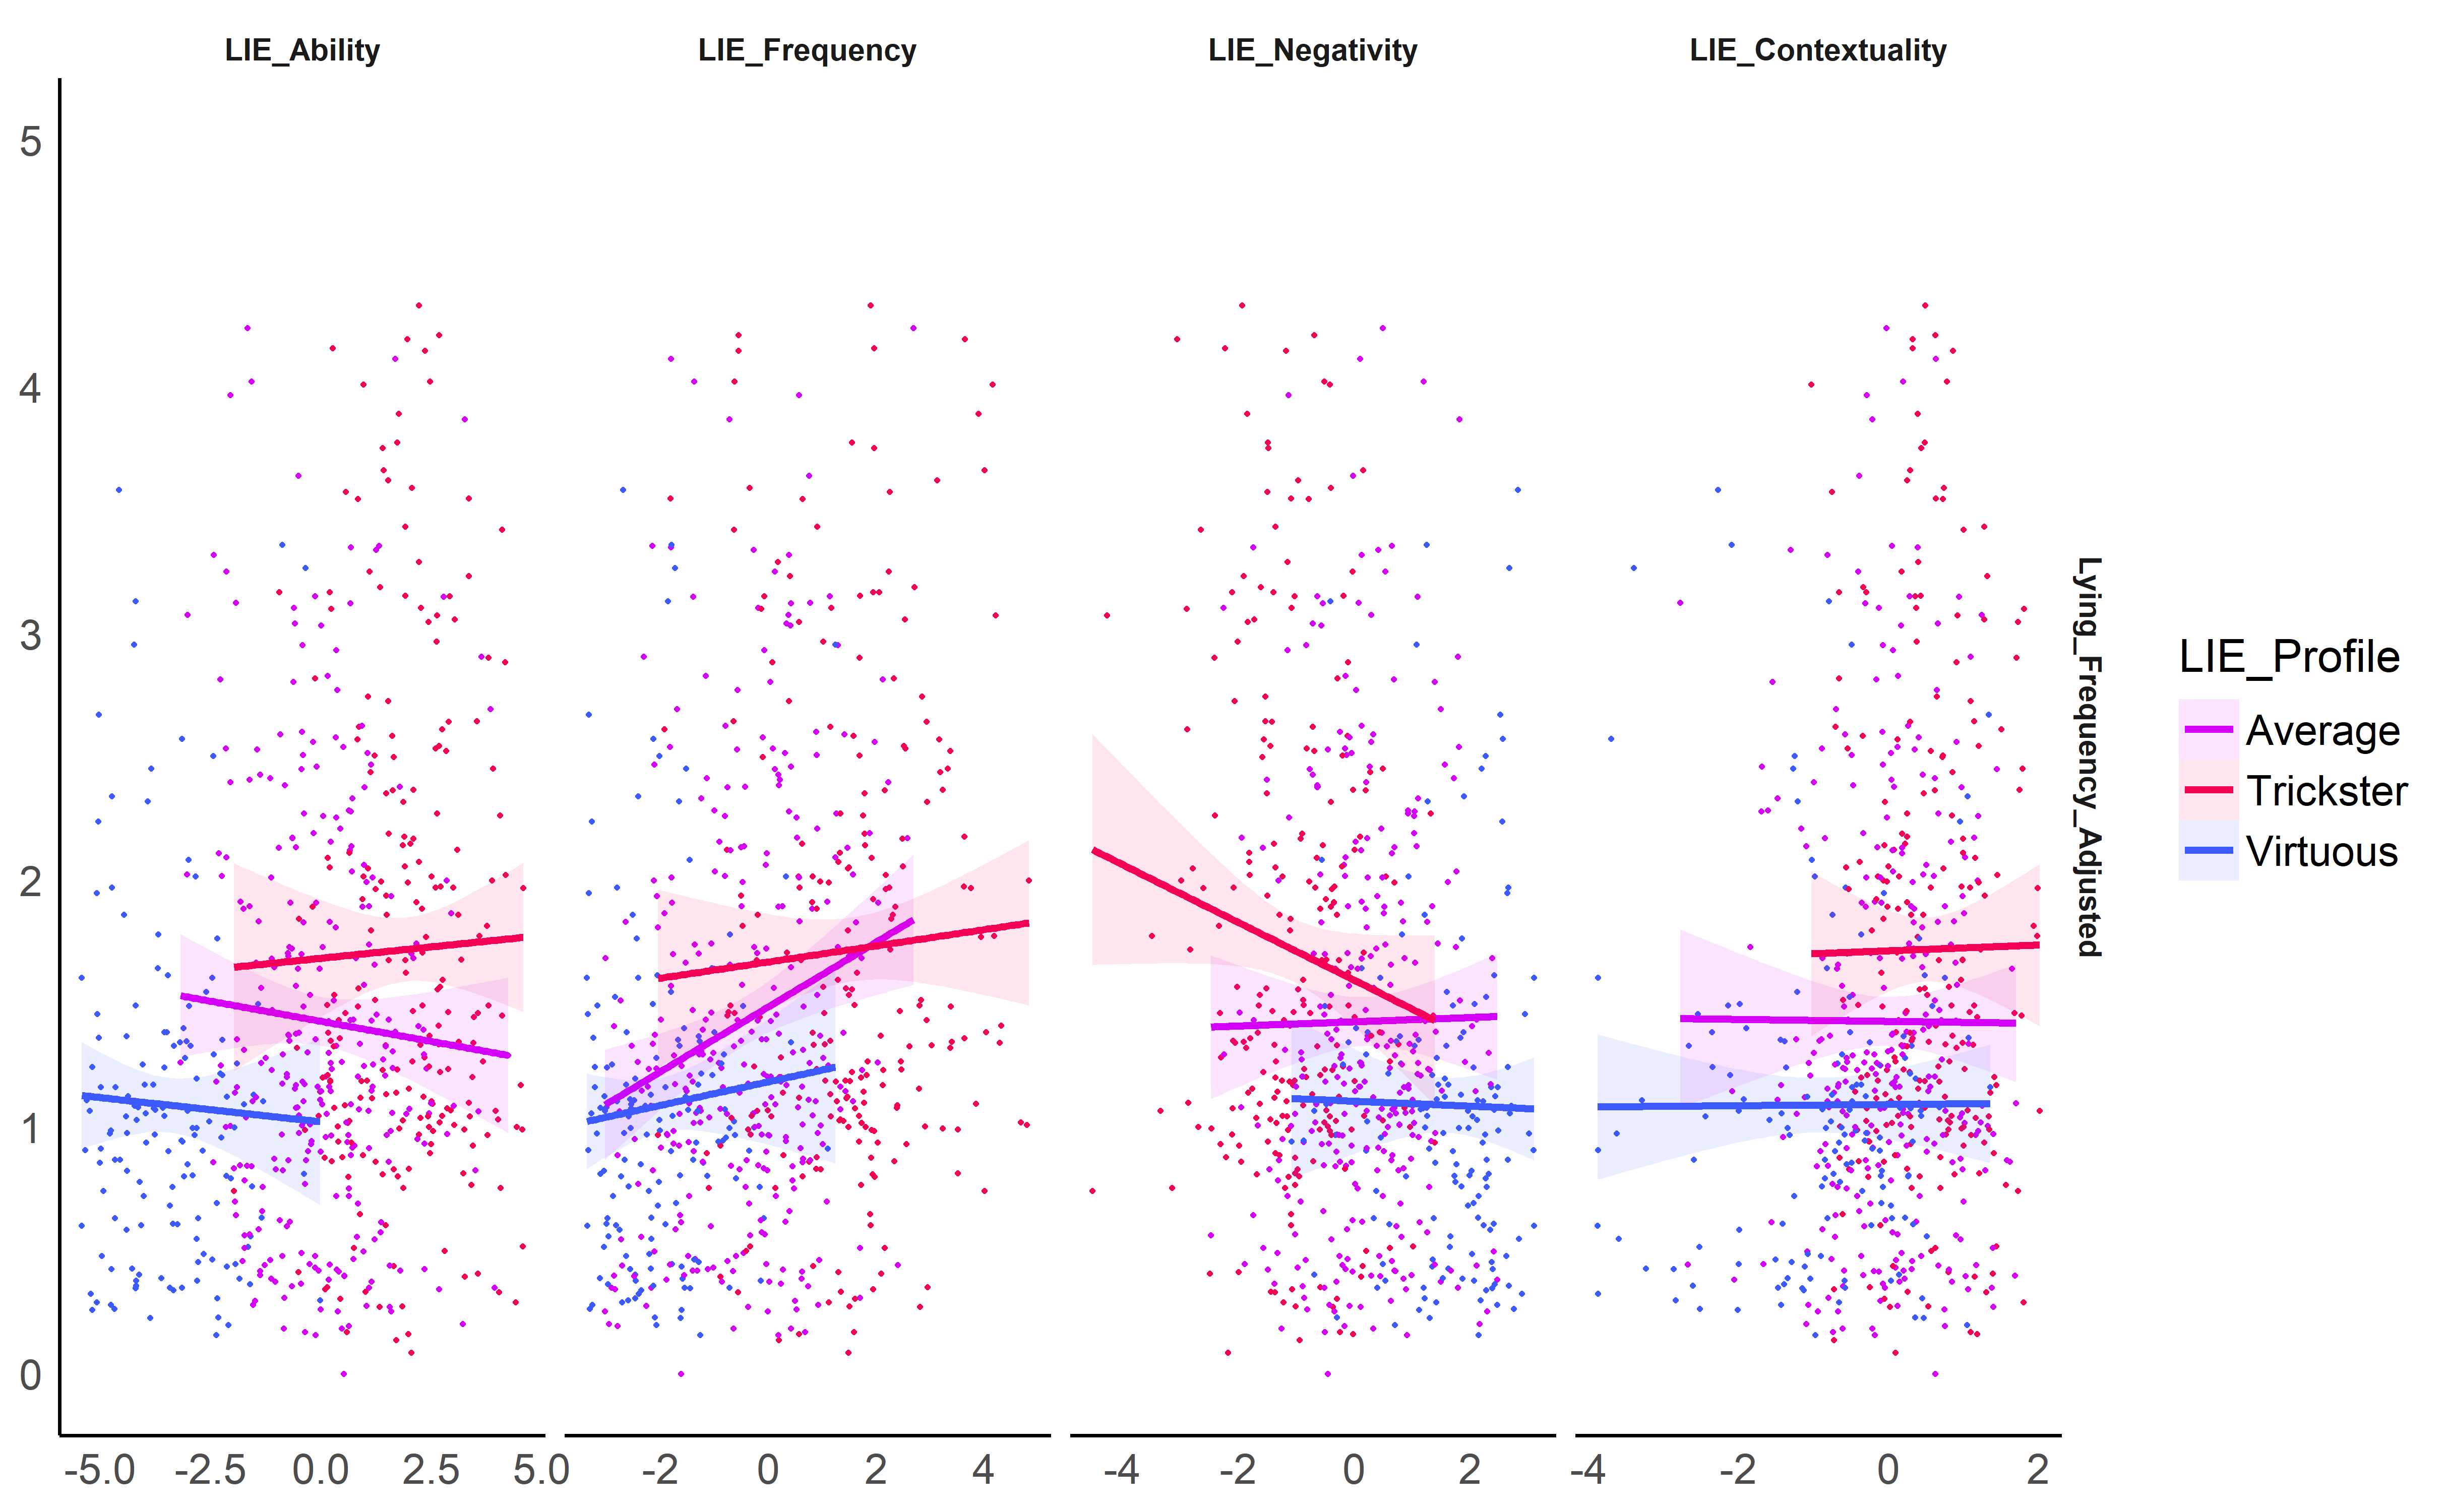 LIE_Ability LIE_Frequency LIE_Negativity LIE_Contextuality
5
4
3
2
1
0
Lying_Frequency_Adjusted
LIE_Profile
Average
Trickster
Virtuous
-5.0 -2.5 0.0 2.5 5.0 -2 0 2 4 -4 -2 0 2 -4 -2 0 2